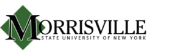 MORRISVILLE
STATE UNIVERSITY OF NEW YORK